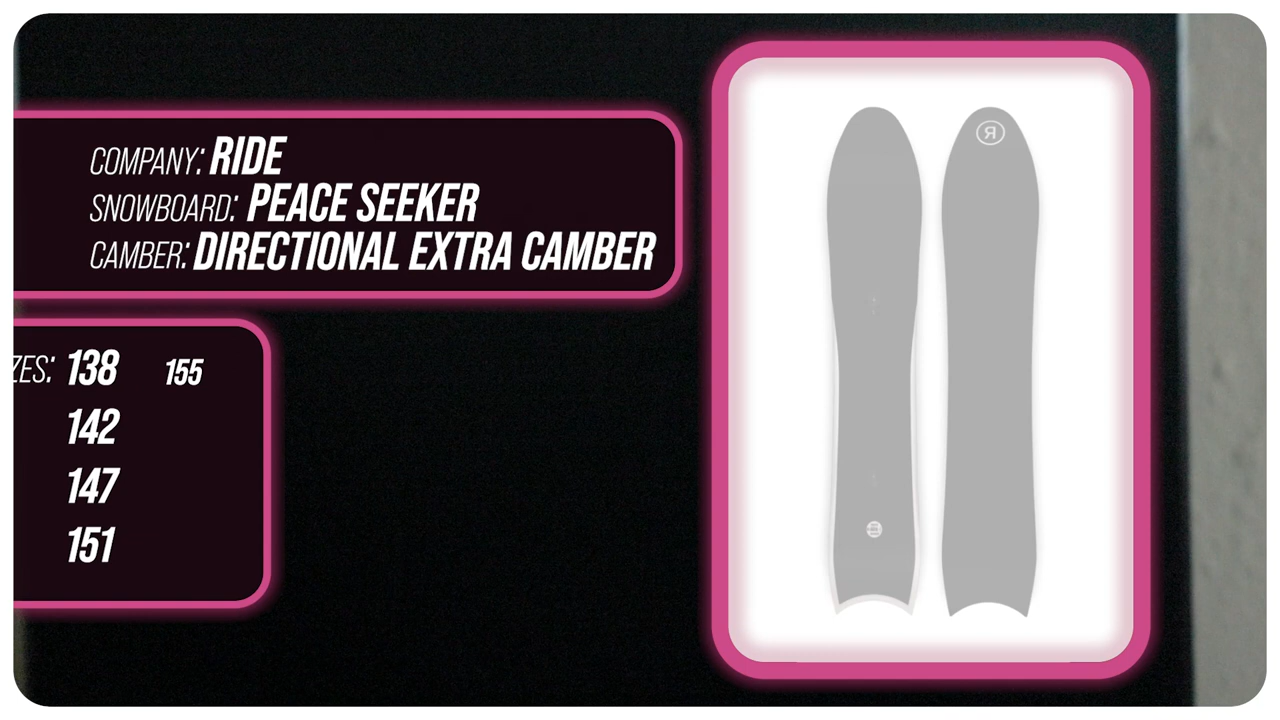 COMPANY: RIDE
SNOWBOARD: PEACE SEEKER
CAMBER: DIRECTIONAL EXTRA CAMBER
ZES: 138 155
142
147
151
R